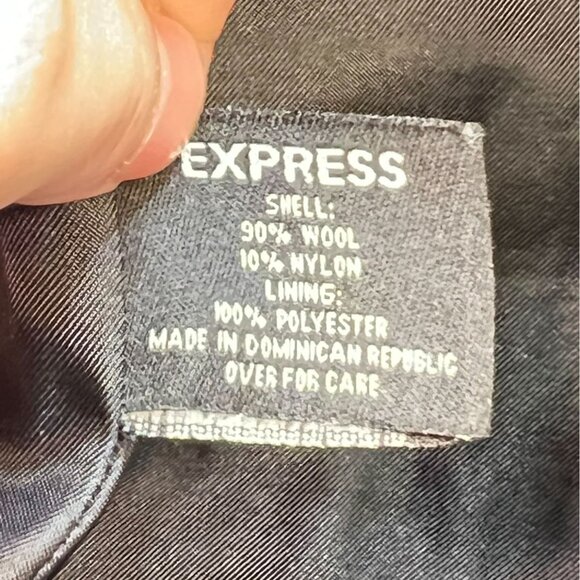 EXPRESS
SHELL:
90% WOOL
10% NYLON
LINING:
100% POLYESTER
MADE IN DOMINICAN REPUBLIC
OVER FOR CARE